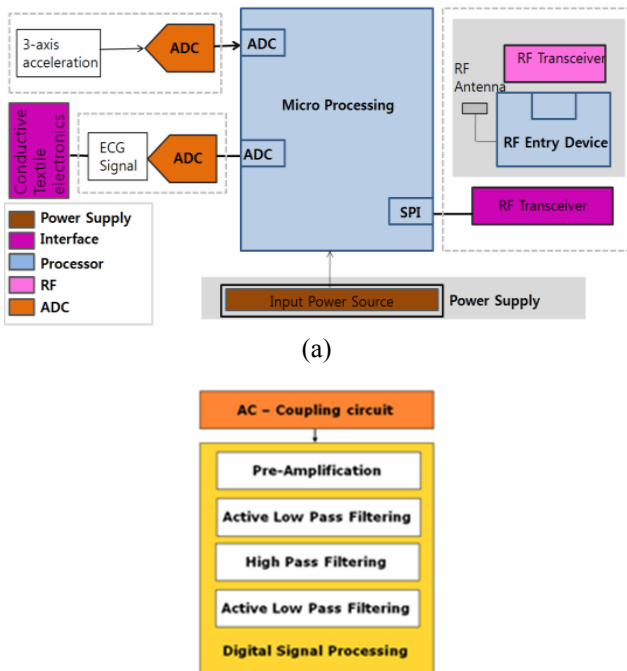 3-axis
acceleration
ADC
ADC
Micro Processing
RF Transceiver
RF
Antenna
RF Entry Device
Conductive
Textile
electronics
ECG
Signal
ADC
ADC
SPI
RF Transceiver
Power Supply
Interface
Processor
RF
ADC
Input Power Source
Power Supply
(a)
AC – Coupling circuit
Pre-Amplification
Active Low Pass Filtering
High Pass Filtering
Active Low Pass Filtering
Digital Signal Processing